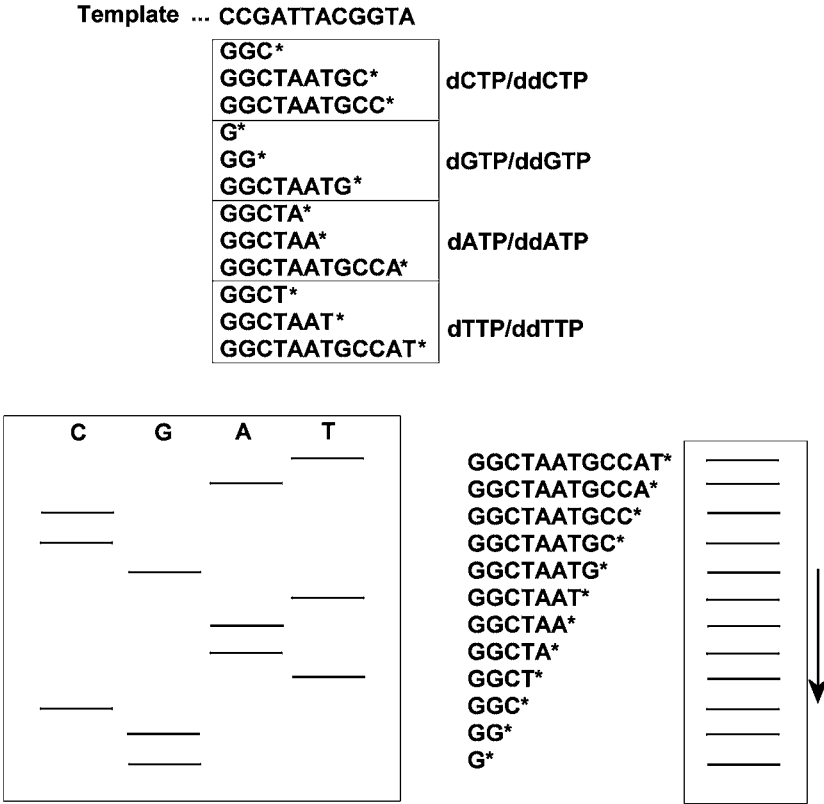 Template ... CCGATTACGGTA
GGC*
GGCTAATGC*
GGCTAATGCC*
dCTP/ddCTP
G*
GG*
GGCTAATG*
dGTP/ddGTP
GGCTA*
GGCTAA*
GGCTAATGCCA*
dATP/ddATP
GGCT*
GGCTAAT*
GGCTAATGCCAT*
dTTP/ddTTP
C G A T
GGCTAATGCCAT*
GGCTAATGCCA*
GGCTAATGCC*
GGCTAATGC*
GGCTAATG*
GGCTAAT*
GGCTAA*
GGCTA*
GGCT*
GGC*
GG*
G*